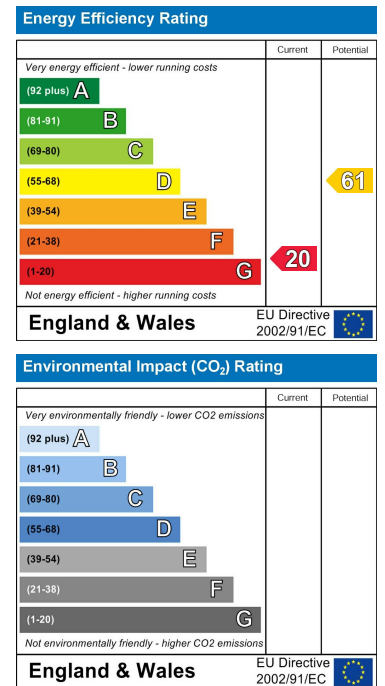 Energy Efficiency Rating
Current Potential
Very energy efficient - lower running costs
(92 plus) A
(81-91) B
(69-80) C
(55-68) D
61
(39-54) E
(21-38) F
20
(1-20) G
Not energy efficient - higher running costs
England & Wales
EU Directive
2002/91/EC
Environmental Impact (CO₂) Rating
Current Potential
Very environmentally friendly - lower CO2 emissions
(92 plus) A
(81-91) B
(69-80) C
(55-68) D
(39-54) E
(21-38) F
(1-20) G
Not environmentally friendly - higher CO2 emissions
England & Wales
EU Directive
2002/91/EC